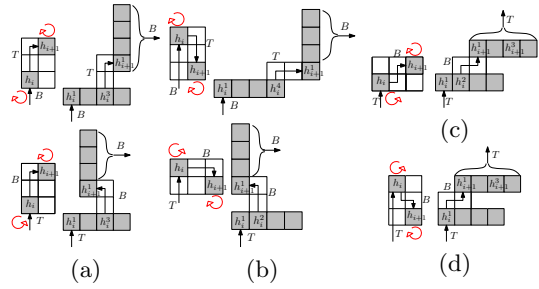 T
h_i
h_{i+1}
B
h_i^1
h_i^3
T
h_{i+1}^1
B
B
T
h_i
h_{i+1}
B
h_i^1
h_i^4
T
h_{i+1}^1
B
B
B
h_i
h_{i+1}
T
h_i^1
h_i^2
B
h_{i+1}^1
h_{i+1}^3
T
T
(c)
B
h_i
h_{i+1}
T
h_i^1
h_i^3
B
h_{i+1}^1
B
T
(a)
h_i
B
h_{i+1}
T
h_i^1
h_i^2
B
h_{i+1}^1
B
T
(b)
h_i
B
h_{i+1}
T
h_i^1
B
h_{i+1}^1
h_{i+1}^3
T
T
(d)